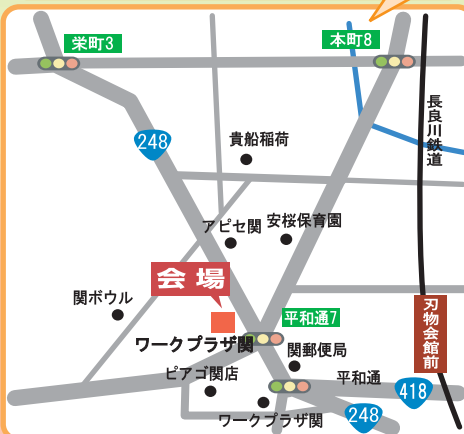 栄町3
本町8
長良川鉄道
248
貴船稲荷
アピセ関
安桜保育園
会場
関ボウル
平和通7
刃物会館前
ワークプラザ関
関郵便局
ピアゴ関店
平和通
418
ワークプラザ関
248